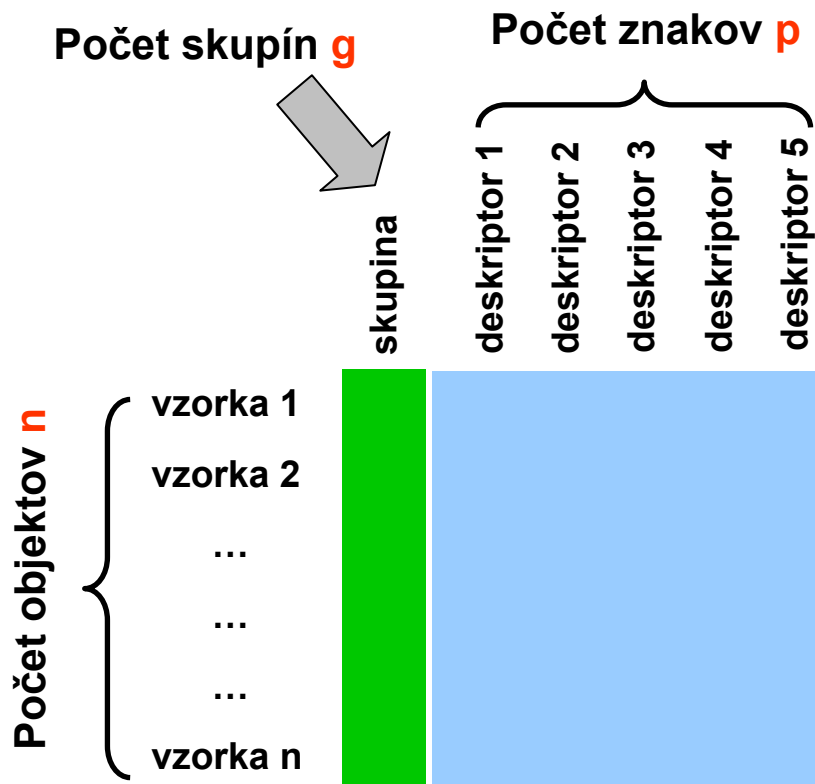 Počet skupín g
Počet znakov p
skupina
deskriptor 1
deskriptor 2
deskriptor 3
deskriptor 4
deskriptor 5
Počet objektov n
vzorka 1
vzorka 2
...
...
...
vzorka n